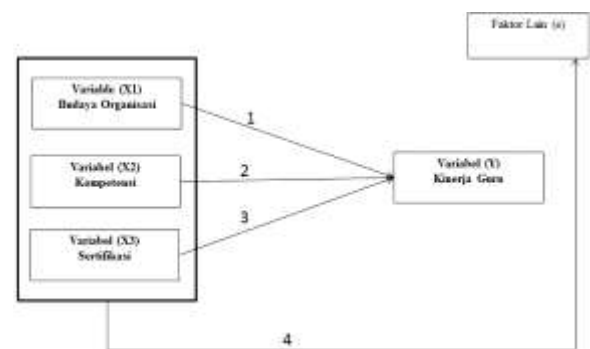 Faktor Lain (e)
Variable (X1)
Budaya Organisasi
1
Variabel (X2)
Kompetensi
2
Variabel (Y)
Kinerja Guru
3
Variabel (X3)
Sertifikasi
4